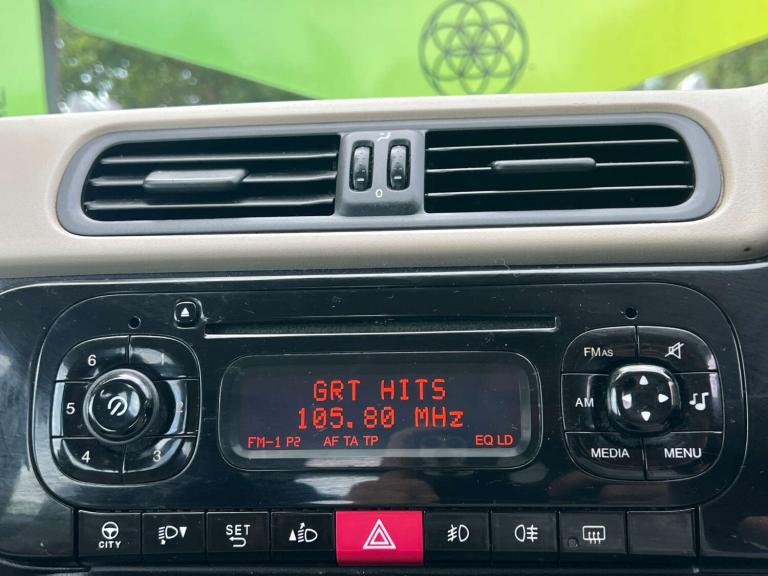 0
GRT HITS
105.80 MHz
FM-1 P2 AF TA TP EQ LD
6 1
5 2
4 3
FMAS
AM
MEDIA MENU
CITY SET